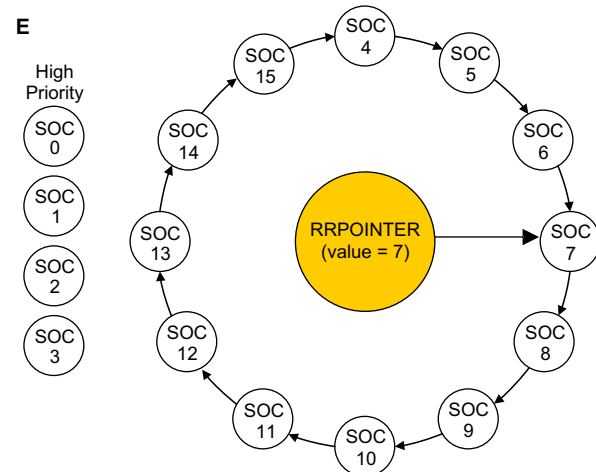 E
High
Priority
SOC
0
SOC
1
SOC
2
SOC
3
SOC
4
SOC
5
SOC
6
SOC
7
SOC
8
SOC
9
SOC
10
SOC
11
SOC
12
SOC
13
SOC
14
SOC
15
RRPOINTER
(value = 7)